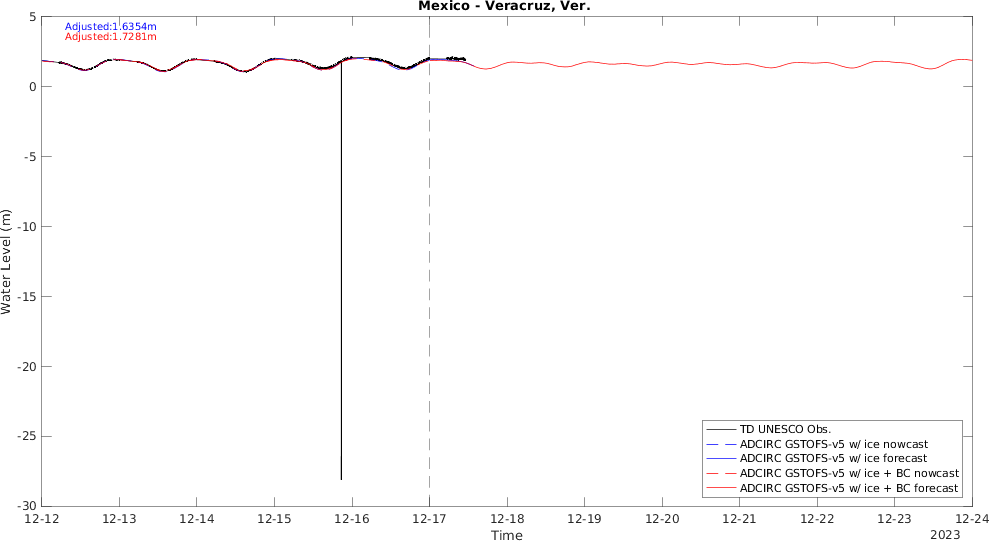 Mexico - Veracruz, Ver.
Adjusted:1.6354m
Adjusted:1.7281m
Water Level (m)
5
0
-5
-10
-15
-20
-25
-30
TD UNESCO Obs.
ADCIRC GSTOFS-v5 w/ ice nowcast
ADCIRC GSTOFS-v5 w/ ice forecast
ADCIRC GSTOFS-v5 w/ ice + BC nowcast
ADCIRC GSTOFS-v5 w/ ice + BC forecast
12-12 12-13 12-14 12-15 12-16 12-17 12-18 12-19 12-20 12-21 12-22 12-23 12-24
Time
2023